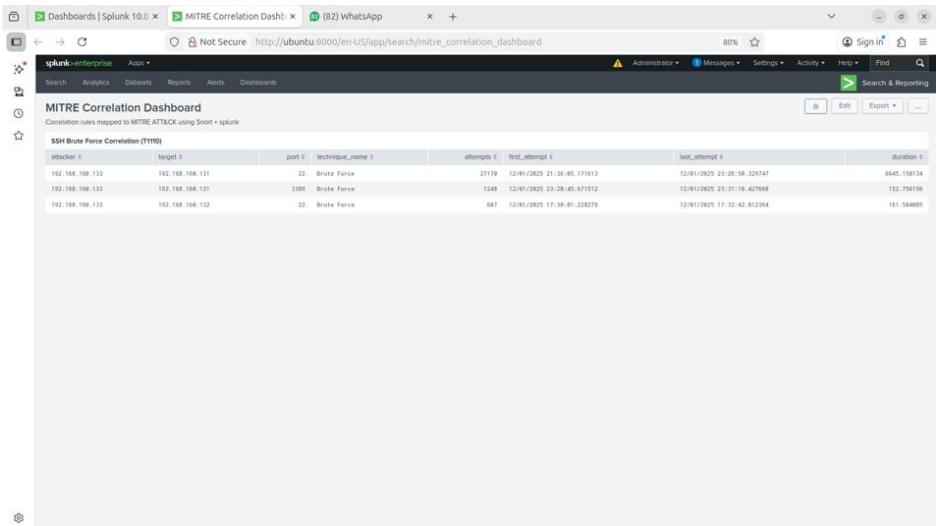 Dashboards | Splunk 10.0
MITRE Correlation Dashb
(82) WhatsApp
Not Secure http://ubuntu:8000/en-US/app/search/mitre_correlation_dashboard 80% Sign in
splunk>enterprise Apps Administrator 1 Messages Settings Activity Help Find
Search Analytics Datasets Reports Alerts Dashboards Search & Reporting
MITRE Correlation Dashboard Edit Export ...
Correlation rules mapped to MITRE ATT&CK using Snort + splunk
SSH Brute Force Correlation (T1110)
attacker target port technique_name attempts first_attempt last_attempt duration
192.168.160.133 192.168.160.131 22 Brute Force 27170 12/01/2025 21:36:05.171613 12/01/2025 23:26:50.329747 6645.158134
192.168.160.133 192.168.160.131 3389 Brute Force 1248 12/01/2025 23:28:45.671512 12/01/2025 23:31:18.427668 152.756156
192.168.160.133 192.168.160.132 22 Brute Force 607 12/01/2025 17:30:01.228279 12/01/2025 17:32:42.812364 161.584085